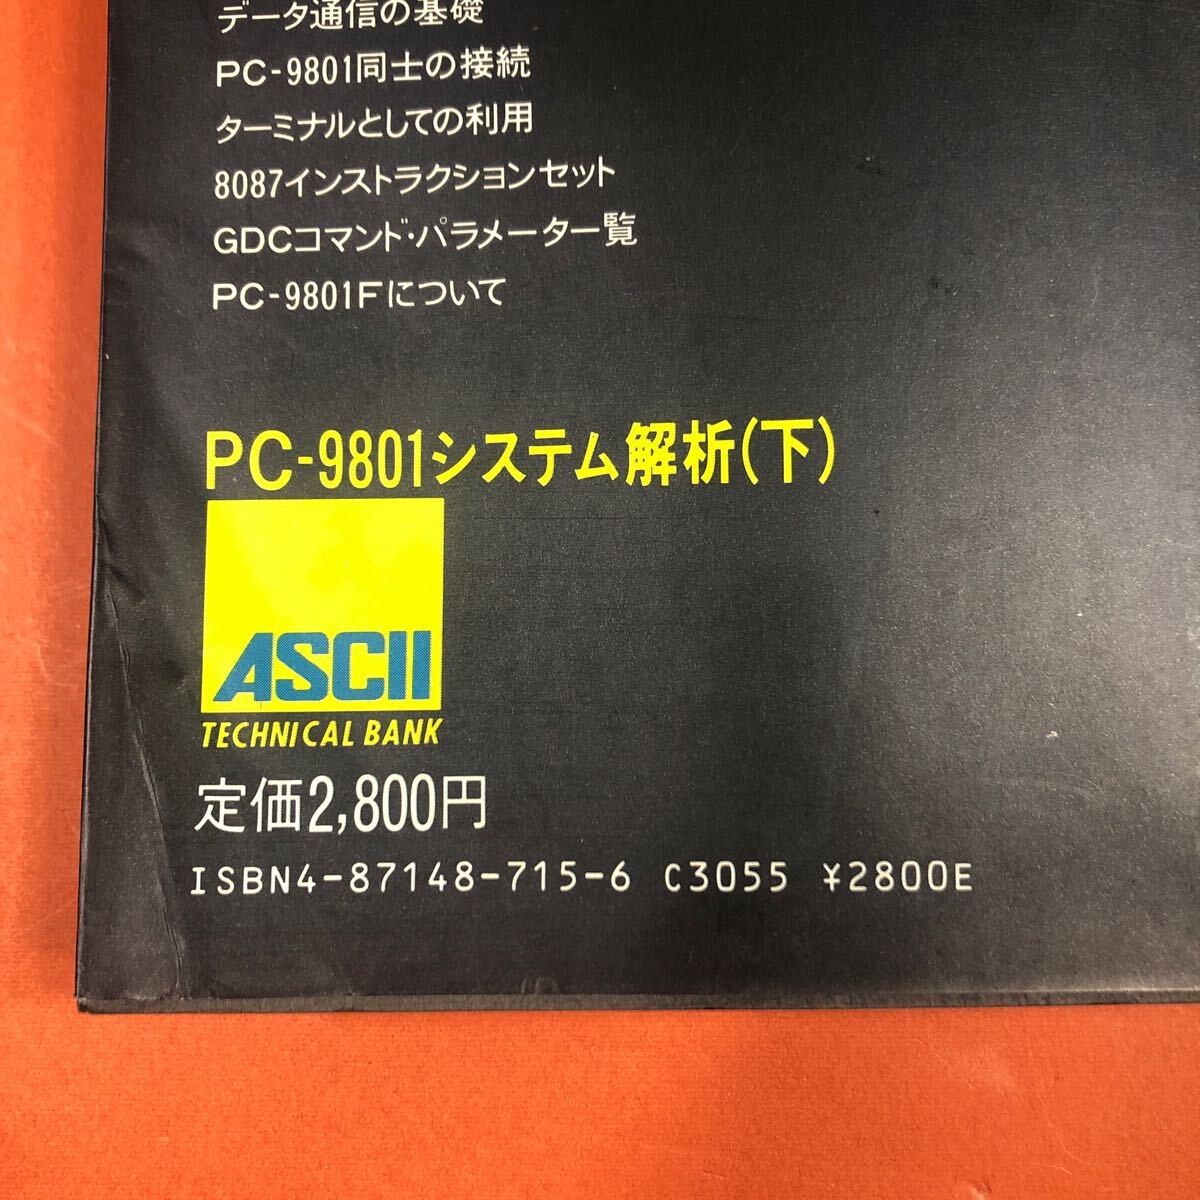 データ通信の基礎
PC-9801同士の接続
ターミナルとしての利用
8087インストラクションセット
GDCコマンド・パラメーター覧
PC-9801Fについて
PC-9801システム解析(下)
ASCII
TECHNICAL BANK
定価2,800円
ISBN4-87148-715-6 C3055 ¥2800E